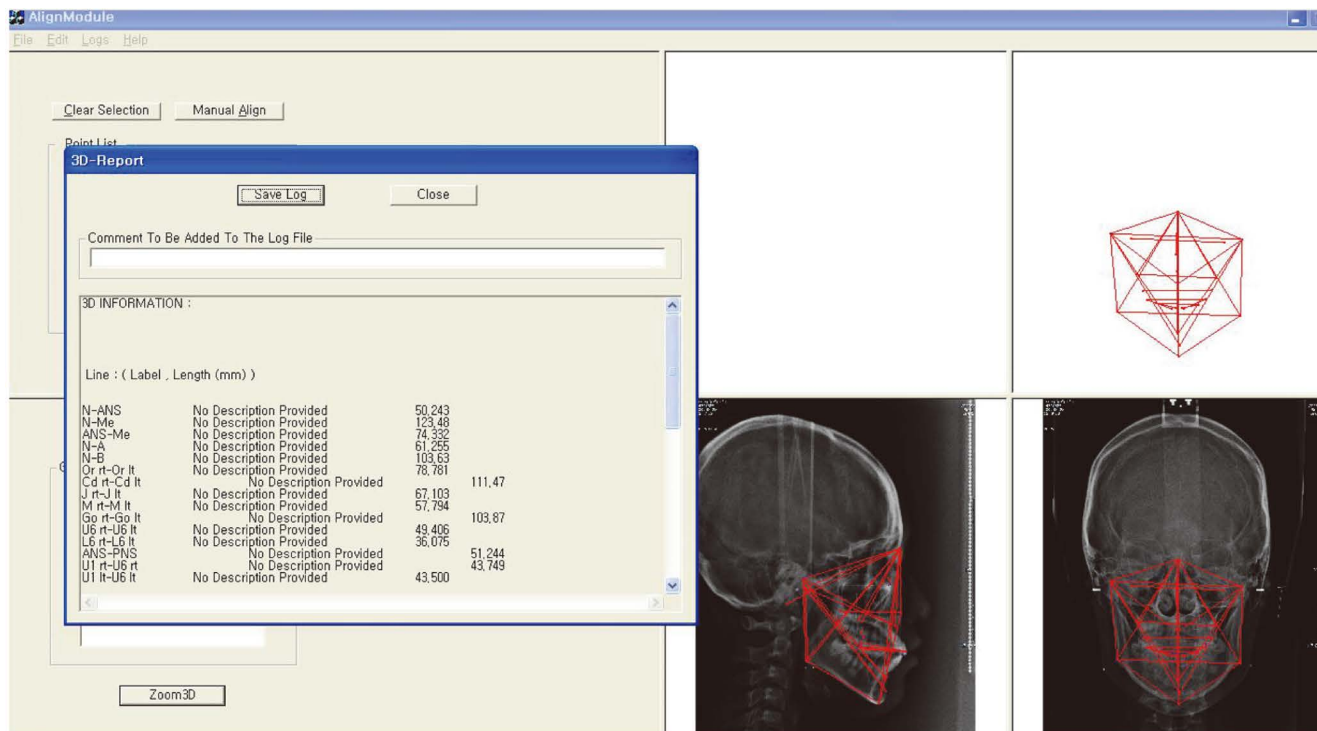 AlignModule
File Edit Logs Help
Clear Selection Manual Align
Point List
3D-Report
Save Log Close
Comment To Be Added To The Log File
3D INFORMATION :
Line : ( Label , Length (mm) )
N-ANS No Description Provided 50,243
N-Me No Description Provided 123,48
ANS-Me No Description Provided 74,332
N-A No Description Provided 61,255
N-B No Description Provided 103,63
Or rt-Or lt No Description Provided 78,781
Cd rt-Cd lt No Description Provided 111,47
J rt-J lt No Description Provided 67,103
M rt-M lt No Description Provided 57,794
Go rt-Go lt No Description Provided 103,87
U6 rt-U6 lt No Description Provided 49,406
L6 rt-L6 lt No Description Provided 36,075
ANS-PNS No Description Provided 51,244
U1 rt-U6 rt No Description Provided 43,749
U1 lt-U6 lt No Description Provided 43,500
Zoom3D